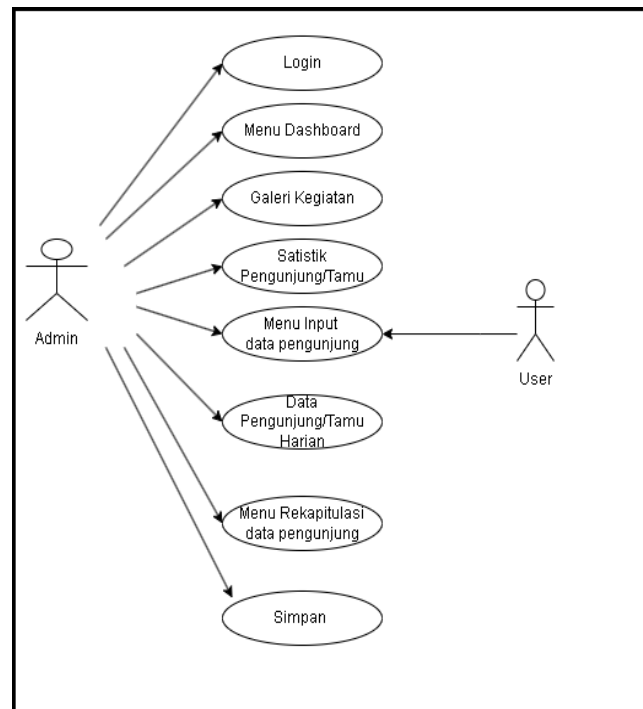 Login
Menu Dashboard
Galeri Kegiatan
Satistik
Pengunjung/Tamu
Admin
Menu Input
data pengunjung
User
Data
Pengunjung/Tamu
Harian
Menu Rekapitulasi
data pengunjung
Simpan